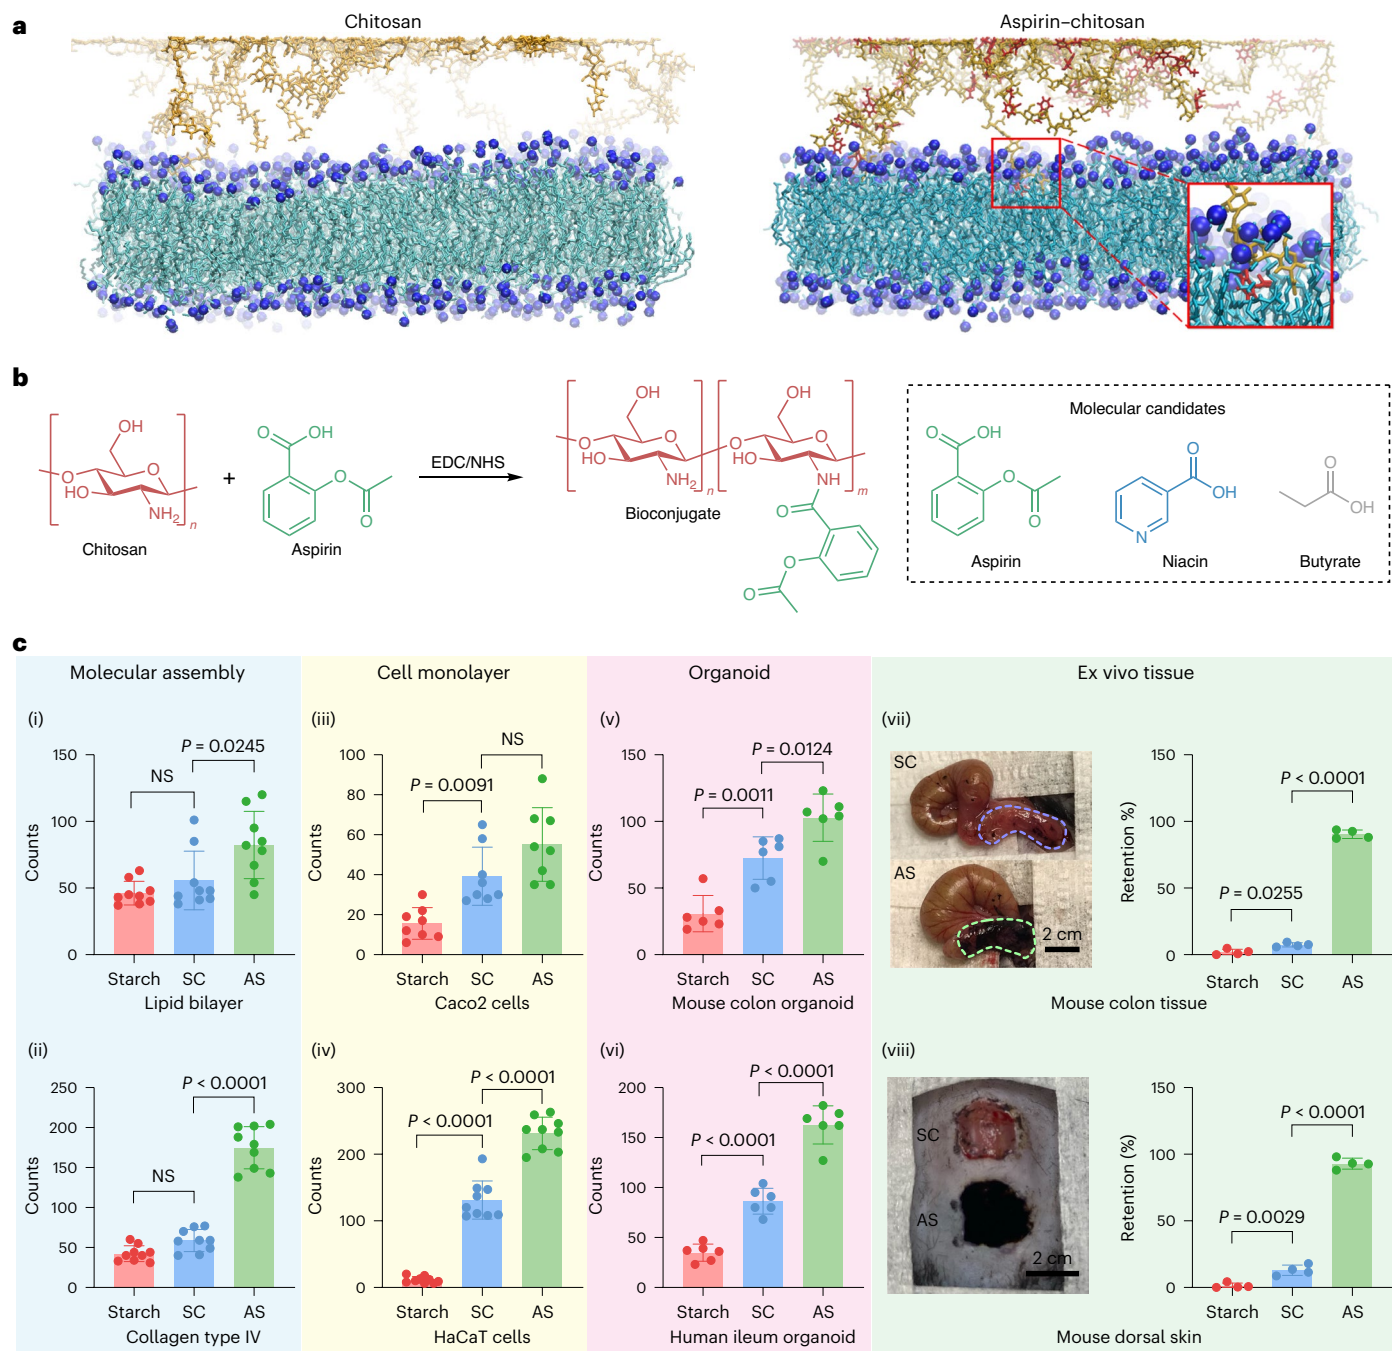 a
Chitosan
Aspirin–chitosan
b
OH
O
O
HO
NH2
n
Chitosan
+
O
OH
O
O
Aspirin
EDC/NHS
OH
O
O
HO
NH2
n
OH
O
O
HO
NH
m
O
O
O
Bioconjugate
Molecular candidates
O
OH
O
O
Aspirin
O
OH
N
Niacin
O
OH
Butyrate
c
Molecular assembly
Cell monolayer
Organoid
Ex vivo tissue
(i)
150
100
50
0
Counts
NS
P = 0.0245
Starch SC AS
Lipid bilayer
(iii)
100
80
60
40
20
0
Counts
P = 0.0091
NS
Starch SC AS
Caco2 cells
(v)
150
100
50
0
Counts
P = 0.0011
P = 0.0124
Starch SC AS
Mouse colon organoid
(vii)
SC
AS
2 cm
150
100
50
0
Retention %)
P = 0.0255
P < 0.0001
Starch SC AS
Mouse colon tissue
(ii)
250
200
150
100
50
0
Counts
NS
P < 0.0001
Starch SC AS
Collagen type IV
(iv)
300
200
100
0
Counts
P < 0.0001
P < 0.0001
Starch SC AS
HaCaT cells
(vi)
200
150
100
50
0
Counts
P < 0.0001
P < 0.0001
Starch SC AS
Human ileum organoid
(viii)
SC
AS
2 cm
150
100
50
0
Retention (%)
P = 0.0029
P < 0.0001
Starch SC AS
Mouse dorsal skin